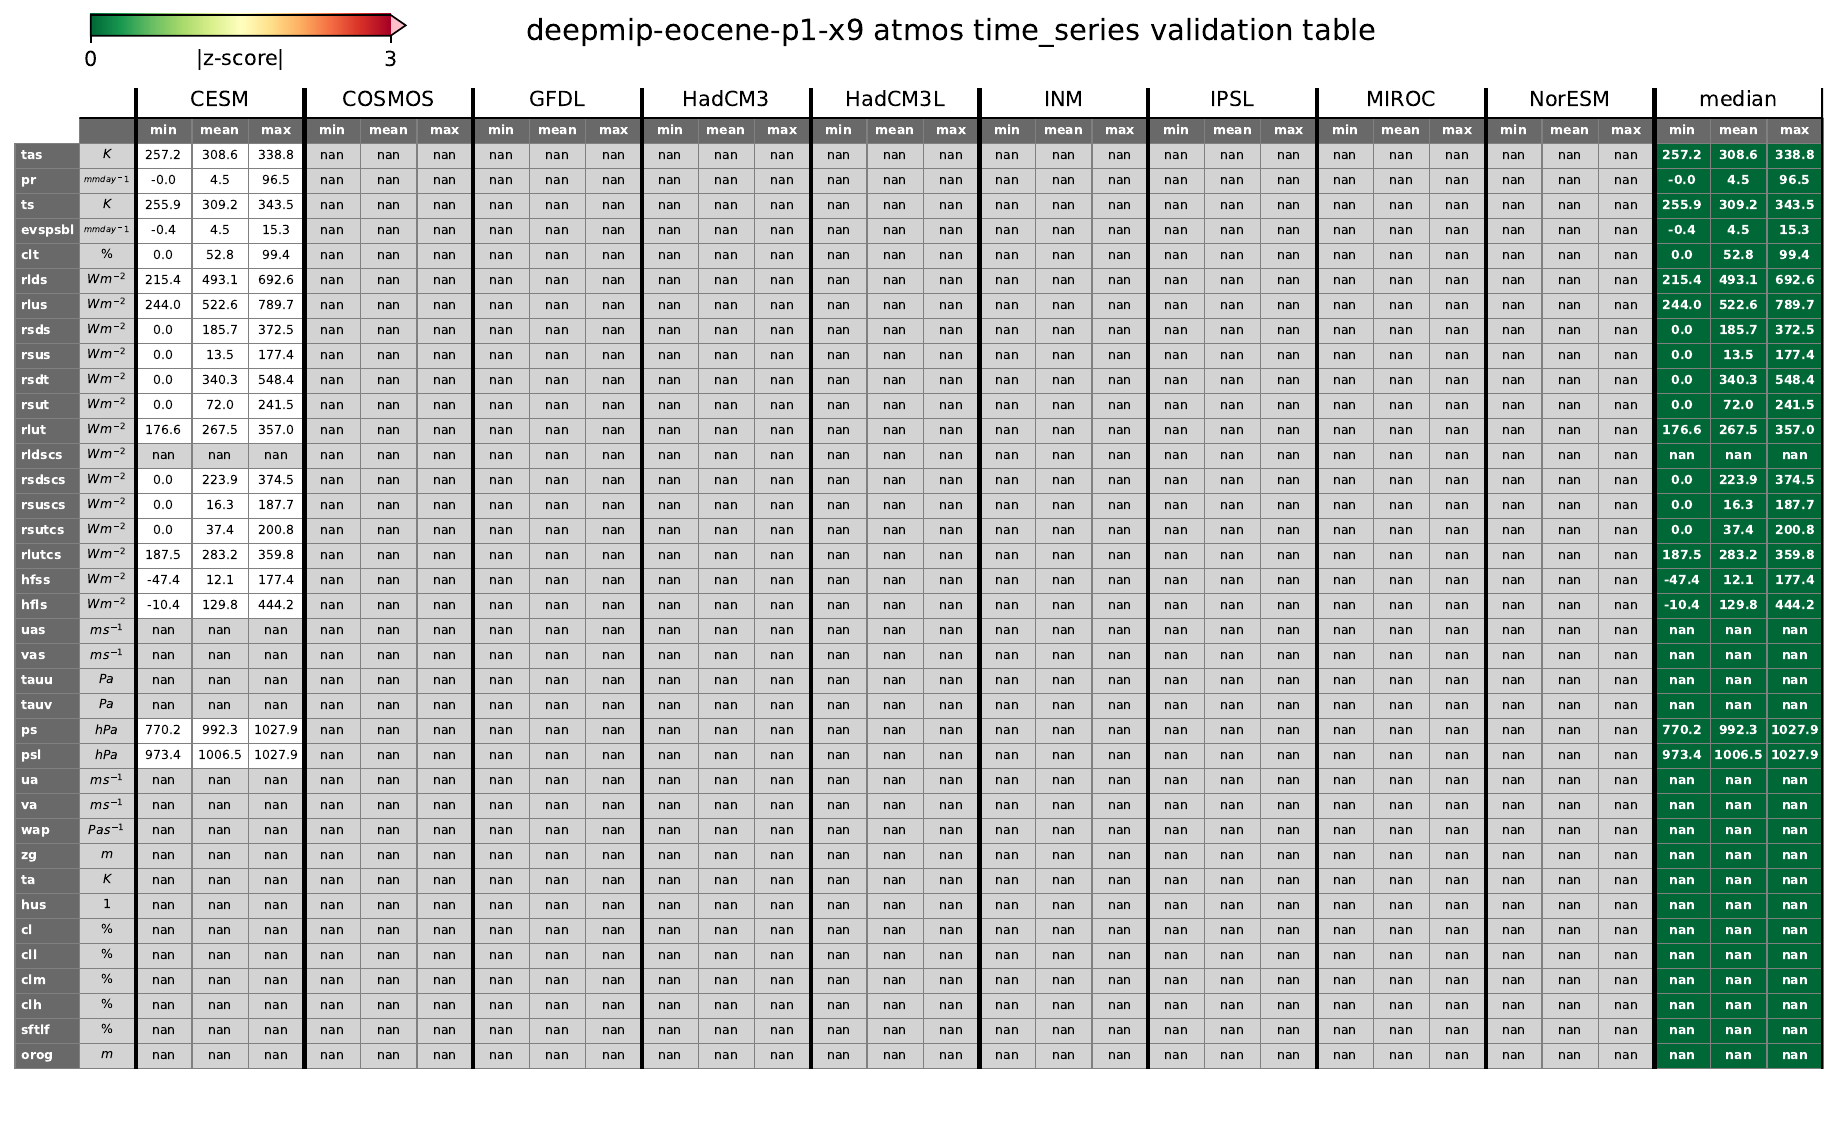 deepmip-eocene-p1-x9 atmos time_series validation table
0 |z-score| 3
CESM COSMOS GFDL HadCM3 HadCM3L INM IPSL MIROC NorESM median
min mean max min mean max min mean max min mean max min mean max min mean max min mean max min mean max min mean max min mean max
tas K 257.2 308.6 338.8 nan nan nan nan nan nan nan nan nan nan nan nan nan nan nan nan nan nan nan nan nan nan nan nan 257.2 308.6 338.8
pr mmday−1 -0.0 4.5 96.5 nan nan nan nan nan nan nan nan nan nan nan nan nan nan nan nan nan nan nan nan nan nan nan nan -0.0 4.5 96.5
ts K 255.9 309.2 343.5 nan nan nan nan nan nan nan nan nan nan nan nan nan nan nan nan nan nan nan nan nan nan nan nan 255.9 309.2 343.5
evspsbl mmday−1 -0.4 4.5 15.3 nan nan nan nan nan nan nan nan nan nan nan nan nan nan nan nan nan nan nan nan nan nan nan nan -0.4 4.5 15.3
clt % 0.0 52.8 99.4 nan nan nan nan nan nan nan nan nan nan nan nan nan nan nan nan nan nan nan nan nan nan nan nan 0.0 52.8 99.4
rlds Wm−2 215.4 493.1 692.6 nan nan nan nan nan nan nan nan nan nan nan nan nan nan nan nan nan nan nan nan nan nan nan nan 215.4 493.1 692.6
rlus Wm−2 244.0 522.6 789.7 nan nan nan nan nan nan nan nan nan nan nan nan nan nan nan nan nan nan nan nan nan nan nan nan 244.0 522.6 789.7
rsds Wm−2 0.0 185.7 372.5 nan nan nan nan nan nan nan nan nan nan nan nan nan nan nan nan nan nan nan nan nan nan nan nan 0.0 185.7 372.5
rsus Wm−2 0.0 13.5 177.4 nan nan nan nan nan nan nan nan nan nan nan nan nan nan nan nan nan nan nan nan nan nan nan nan 0.0 13.5 177.4
rsdt Wm−2 0.0 340.3 548.4 nan nan nan nan nan nan nan nan nan nan nan nan nan nan nan nan nan nan nan nan nan nan nan nan 0.0 340.3 548.4
rsut Wm−2 0.0 72.0 241.5 nan nan nan nan nan nan nan nan nan nan nan nan nan nan nan nan nan nan nan nan nan nan nan nan 0.0 72.0 241.5
rlut Wm−2 176.6 267.5 357.0 nan nan nan nan nan nan nan nan nan nan nan nan nan nan nan nan nan nan nan nan nan nan nan nan 176.6 267.5 357.0
rldscs Wm−2 nan nan nan nan nan nan nan nan nan nan nan nan nan nan nan nan nan nan nan nan nan nan nan nan nan nan nan nan nan nan
rsdscs Wm−2 0.0 223.9 374.5 nan nan nan nan nan nan nan nan nan nan nan nan nan nan nan nan nan nan nan nan nan nan nan nan 0.0 223.9 374.5
rsuscs Wm−2 0.0 16.3 187.7 nan nan nan nan nan nan nan nan nan nan nan nan nan nan nan nan nan nan nan nan nan nan nan nan 0.0 16.3 187.7
rsutcs Wm−2 0.0 37.4 200.8 nan nan nan nan nan nan nan nan nan nan nan nan nan nan nan nan nan nan nan nan nan nan nan nan 0.0 37.4 200.8
rlutcs Wm−2 187.5 283.2 359.8 nan nan nan nan nan nan nan nan nan nan nan nan nan nan nan nan nan nan nan nan nan nan nan nan 187.5 283.2 359.8
hfss Wm−2 -47.4 12.1 177.4 nan nan nan nan nan nan nan nan nan nan nan nan nan nan nan nan nan nan nan nan nan nan nan nan -47.4 12.1 177.4
hfls Wm−2 -10.4 129.8 444.2 nan nan nan nan nan nan nan nan nan nan nan nan nan nan nan nan nan nan nan nan nan nan nan nan -10.4 129.8 444.2
uas ms−1 nan nan nan nan nan nan nan nan nan nan nan nan nan nan nan nan nan nan nan nan nan nan nan nan nan nan nan nan nan nan
vas ms−1 nan nan nan nan nan nan nan nan nan nan nan nan nan nan nan nan nan nan nan nan nan nan nan nan nan nan nan nan nan nan
tauu Pa nan nan nan nan nan nan nan nan nan nan nan nan nan nan nan nan nan nan nan nan nan nan nan nan nan nan nan nan nan nan
tauv Pa nan nan nan nan nan nan nan nan nan nan nan nan nan nan nan nan nan nan nan nan nan nan nan nan nan nan nan nan nan nan
ps hPa 770.2 992.3 1027.9 nan nan nan nan nan nan nan nan nan nan nan nan nan nan nan nan nan nan nan nan nan nan nan nan 770.2 992.3 1027.9
psl hPa 973.4 1006.5 1027.9 nan nan nan nan nan nan nan nan nan nan nan nan nan nan nan nan nan nan nan nan nan nan nan nan 973.4 1006.5 1027.9
ua ms−1 nan nan nan nan nan nan nan nan nan nan nan nan nan nan nan nan nan nan nan nan nan nan nan nan nan nan nan nan nan nan
va ms−1 nan nan nan nan nan nan nan nan nan nan nan nan nan nan nan nan nan nan nan nan nan nan nan nan nan nan nan nan nan nan
wap Pas−1 nan nan nan nan nan nan nan nan nan nan nan nan nan nan nan nan nan nan nan nan nan nan nan nan nan nan nan nan nan nan
zg m nan nan nan nan nan nan nan nan nan nan nan nan nan nan nan nan nan nan nan nan nan nan nan nan nan nan nan nan nan nan
ta K nan nan nan nan nan nan nan nan nan nan nan nan nan nan nan nan nan nan nan nan nan nan nan nan nan nan nan nan nan nan
hus 1 nan nan nan nan nan nan nan nan nan nan nan nan nan nan nan nan nan nan nan nan nan nan nan nan nan nan nan nan nan nan
cl % nan nan nan nan nan nan nan nan nan nan nan nan nan nan nan nan nan nan nan nan nan nan nan nan nan nan nan nan nan nan
cll % nan nan nan nan nan nan nan nan nan nan nan nan nan nan nan nan nan nan nan nan nan nan nan nan nan nan nan nan nan nan
clm % nan nan nan nan nan nan nan nan nan nan nan nan nan nan nan nan nan nan nan nan nan nan nan nan nan nan nan nan nan nan
clh % nan nan nan nan nan nan nan nan nan nan nan nan nan nan nan nan nan nan nan nan nan nan nan nan nan nan nan nan nan nan
sftlf % nan nan nan nan nan nan nan nan nan nan nan nan nan nan nan nan nan nan nan nan nan nan nan nan nan nan nan nan nan nan
orog m nan nan nan nan nan nan nan nan nan nan nan nan nan nan nan nan nan nan nan nan nan nan nan nan nan nan nan nan nan nan